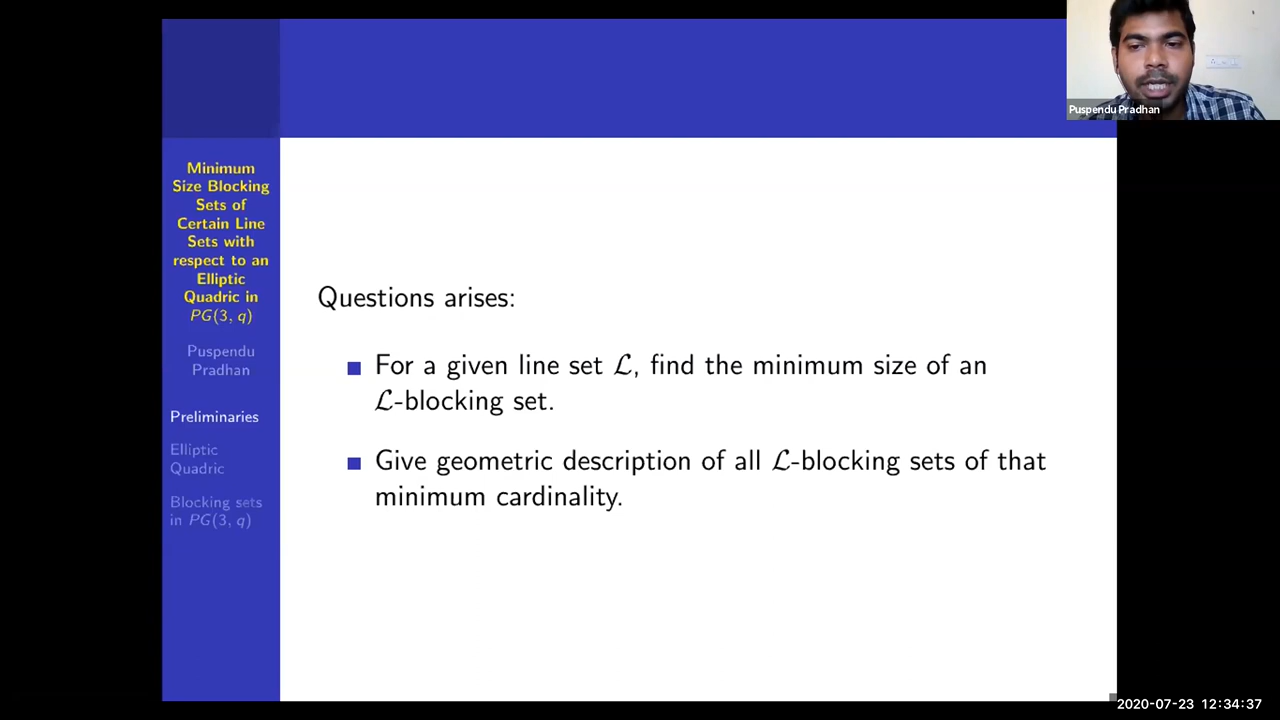 Puspendu Pradhan
Minimum
Size Blocking
Sets of
Certain Line
Sets with
respect to an
Elliptic
Quadric in
PG(3, q)
Puspendu
Pradhan
Preliminaries
Elliptic
Quadric
Blocking sets
in PG(3, q)
Questions arises:
For a given line set ℒ, find the minimum size of an
ℒ-blocking set.
Give geometric description of all ℒ-blocking sets of that
minimum cardinality.
2020-07-23 12:34:37